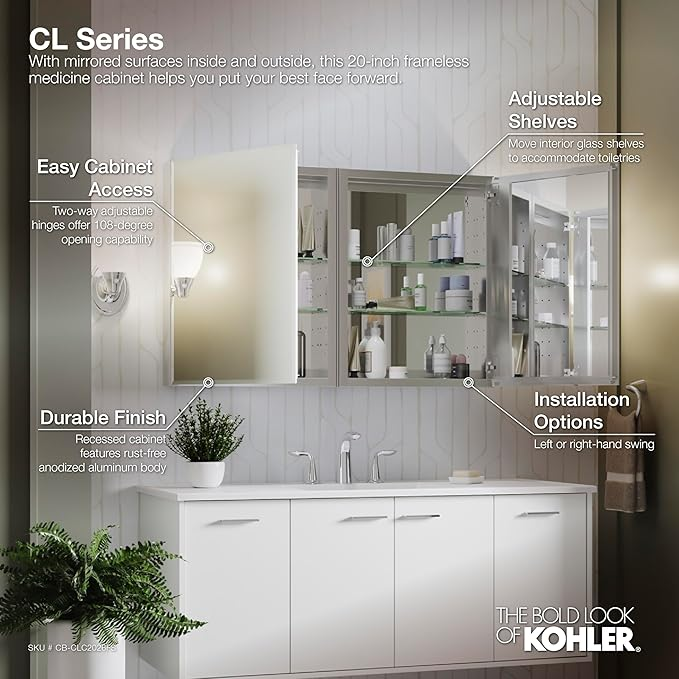 CL Series
With mirrored surfaces inside and outside, this 20-inch frameless
medicine cabinet helps you put your best face forward.
Adjustable
Shelves
Move interior glass shelves
to accommodate toiletries
Easy Cabinet
Access
Two-way adjustable
hinges offer 108-degree
opening capability
Durable Finish
Recessed cabinet
features rust-free
anodized aluminum body
Installation
Options
Left or right-hand swing
THE BOLD LOOK
OF KOHLER®
SKU #